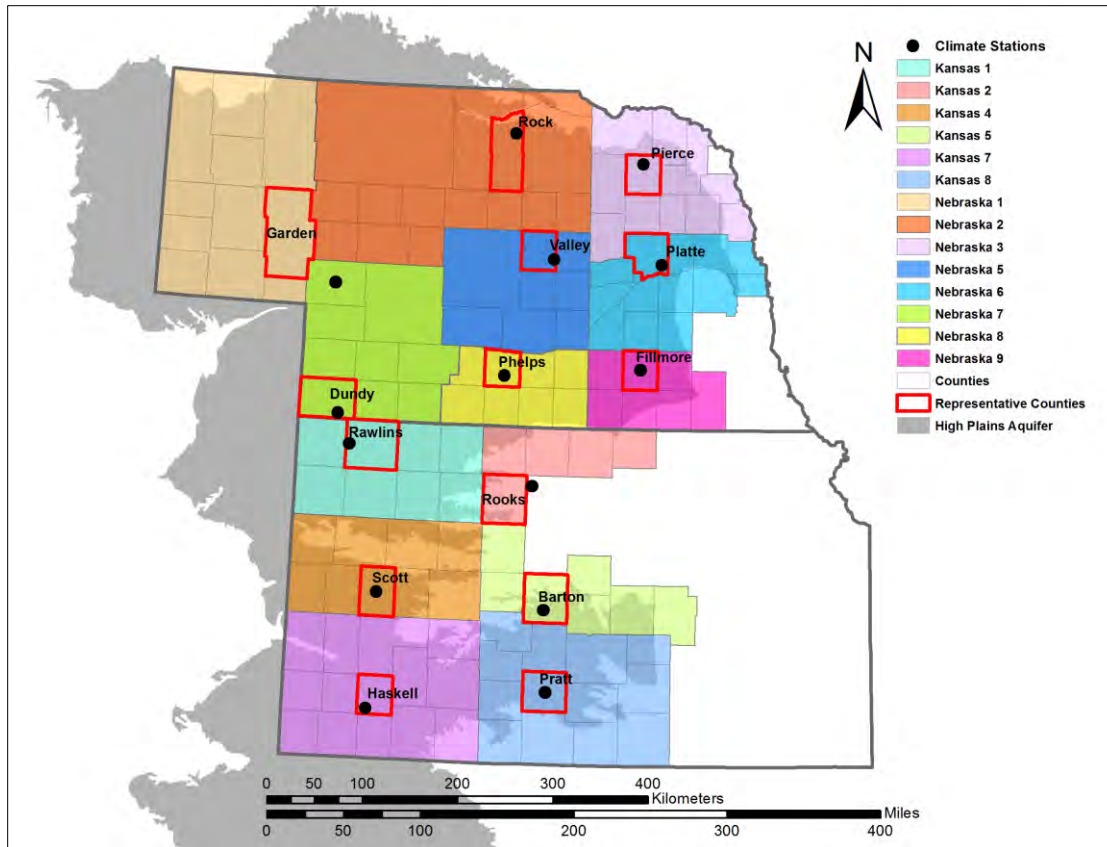 N
Climate Stations
Kansas 1
Kansas 2
Kansas 4
Kansas 5
Kansas 7
Kansas 8
Nebraska 1
Nebraska 2
Nebraska 3
Nebraska 5
Nebraska 6
Nebraska 7
Nebraska 8
Nebraska 9
Counties
Representative Counties
High Plains Aquifer
Rock
Pierce
Garden
Valley
Platte
Phelps
Fillmore
Dundy
Rawlins
Rooks
Scott
Barton
Haskell
Pratt
0 50 100 200 300 400
Kilometers
Miles
0 50 100 200 300 400